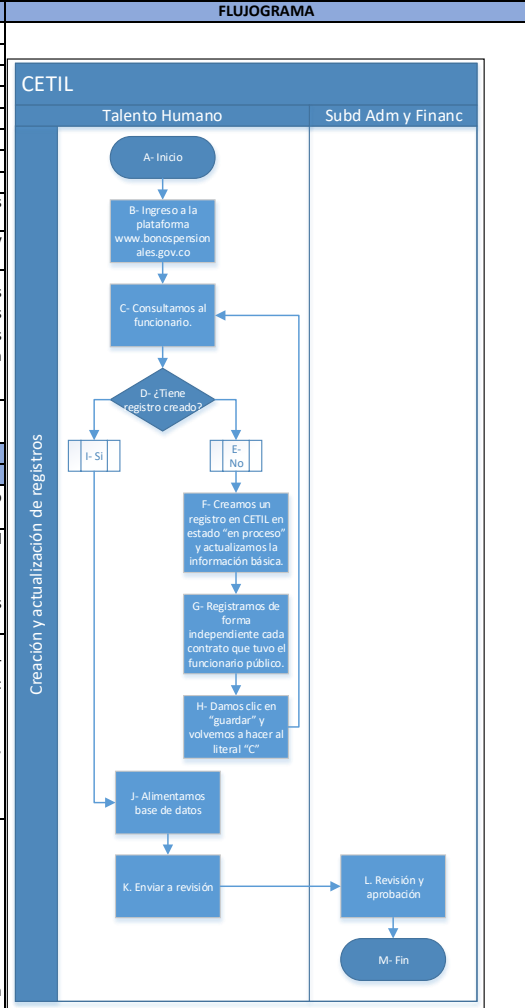 FLUJOGRAMA
CETIL
Talento Humano
Subd Adm y Financ
Creación y actualización de registros
A- Inicio
B- Ingreso a la
plataforma
www.bonospension
ales.gov.co
C- Consultamos al
funcionario.
D- ¿Tiene
registro creado?
I- Si
E-
No
F- Creamos un
registro en CETIL en
estado “en proceso”
y actualizamos la
información básica.
G- Registramos de
forma
independiente cada
contrato que tuvo el
funcionario público.
H- Damos clic en
“guardar” y
volvemos a hacer al
literal “C”
J- Alimentamos
base de datos
K. Enviar a revisión
L. Revisión y
aprobación
M- Fin